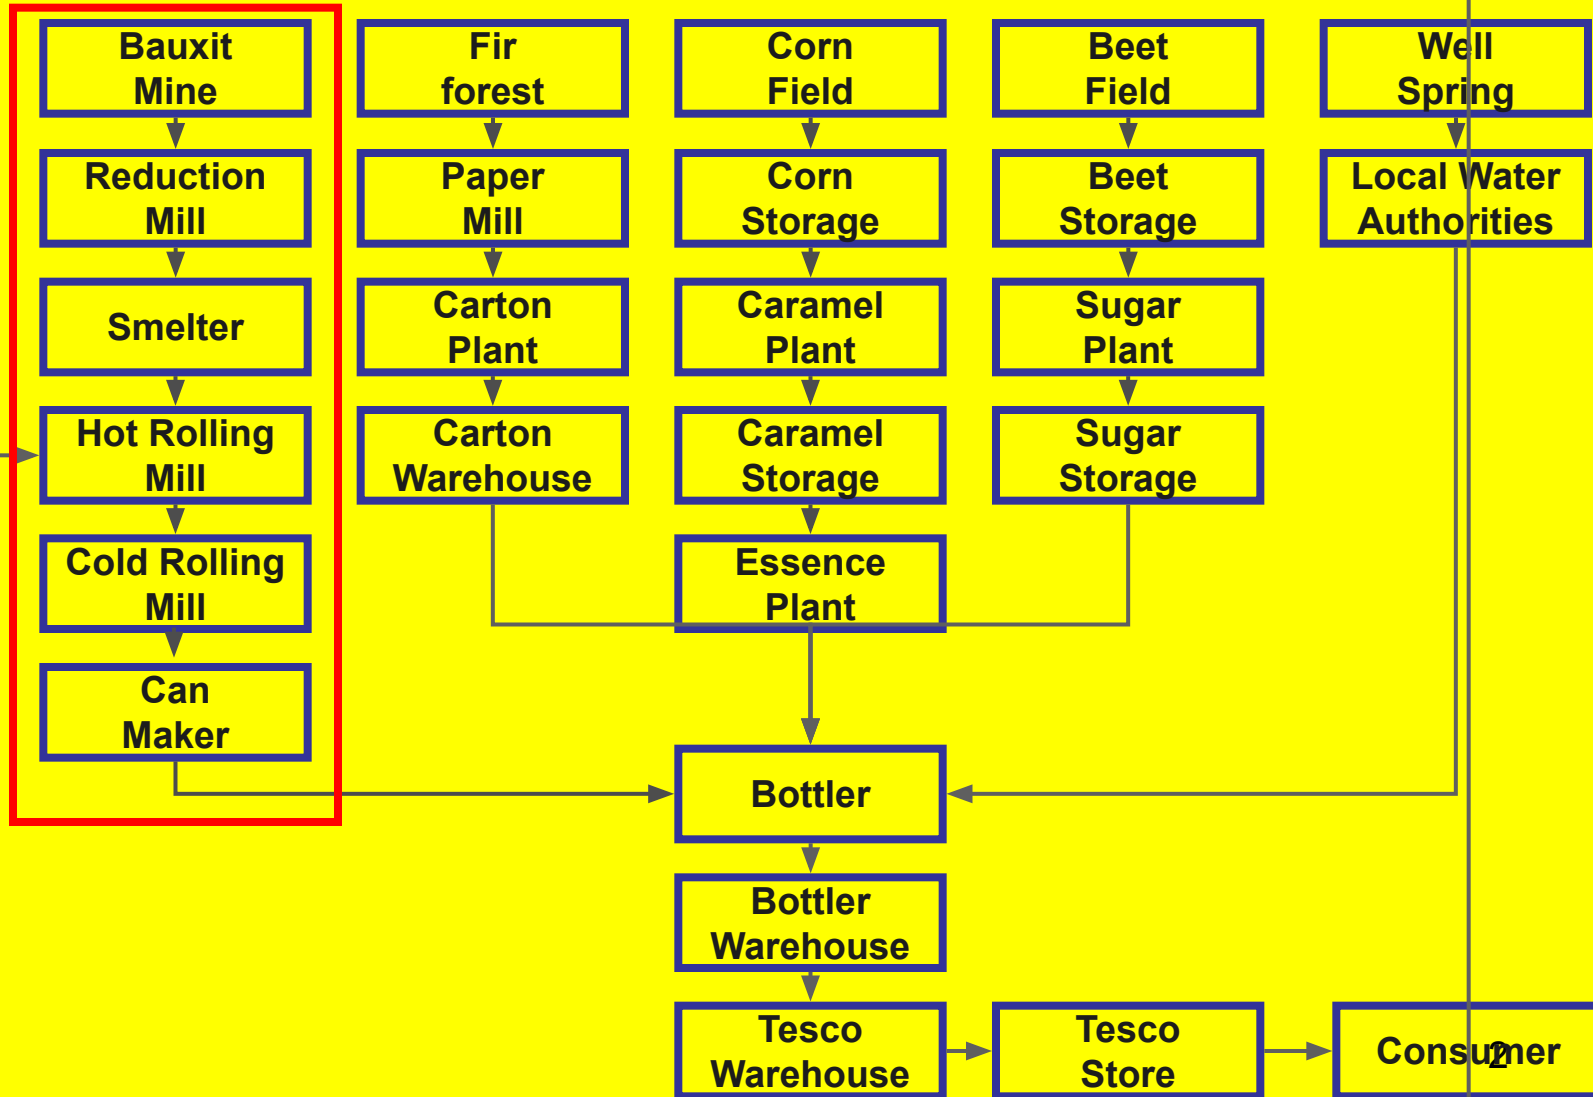 Bauxit
Mine
Fir
forest
Corn
Field
Beet
Field
Well
Spring
Reduction
Mill
Paper
Mill
Corn
Storage
Beet
Storage
Local Water
Authorities
Smelter
Carton
Plant
Caramel
Plant
Sugar
Plant
Hot Rolling
Mill
Carton
Warehouse
Caramel
Storage
Sugar
Storage
Cold Rolling
Mill
Essence
Plant
Can
Maker
Bottler
Bottler
Warehouse
Tesco
Warehouse
Tesco
Store
Consumer
2